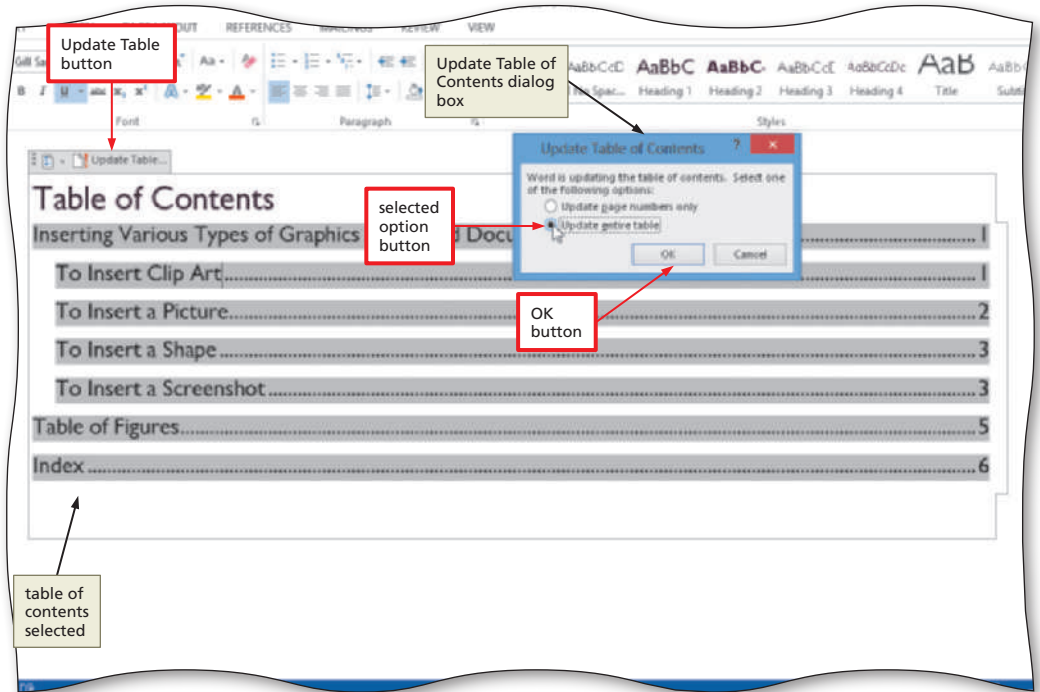 REFERENCES
REVIEW
VIEW
Update Table
button
Update Table of
Contents dialog
box
Aa
AaBbCcD AaBbC AaBbC AaBbCcE AaBbCcDc AaB AaBb
Heading 1 Heading 2 Heading 3 Heading 4 Title
Font Paragraph Styles
Update Table...
Update Table of Contents ?
Word is updating the table of contents. Select one
of the following options:
Update page numbers only
Update entire table
OK Cancel
selected
option
button
OK
button
Table of Contents
Inserting Various Types of Graphics d Docu 1
To Insert Clip Art 1
To Insert a Picture 2
To Insert a Shape 3
To Insert a Screenshot 3
Table of Figures 5
Index 6
table of
contents
selected